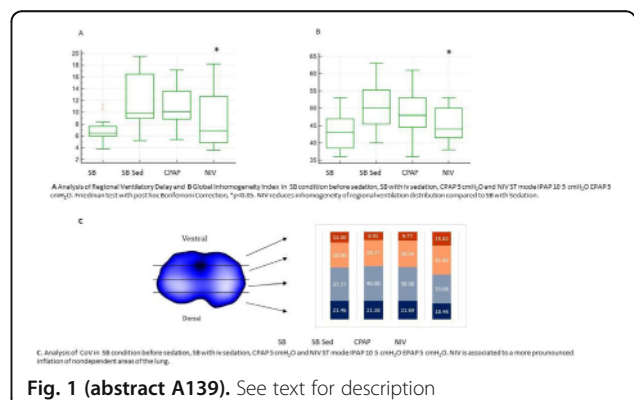 A
B
20
18
16
14
12
10
8
6
4
2
*
SB
SB Sed
CPAP
NIV
65
60
55
50
45
40
35
*
SB
SB Sed
CPAP
NIV
A Analysis of Regional Ventilatory Delay and B Global Inhomogeneity Index in SB condition before sedation, SB with iv sedation, CPAP 5 cmH2O and NIV ST mode IPAP 10 5 cmH2O EPAP 5
cmH2O. Friedman test with post hoc Bonferroni Correction, *p<0.05. NIV reduces inhomogeneity of regional ventilation distribution compared to SB with Sedation.
C
Ventral
Dorsal
SB
SB Sed
CPAP
NIV
C. Analysis of CoV in SB condition before sedation, SB with iv sedation, CPAP 5 cmH2O and NIV ST mode IPAP 10 5 cmH2O EPAP 5 cmH2O. NIV is associated to a more prounounced
inflation of nondependent areas of the lung.
Fig. 1 (abstract A139). See text for description